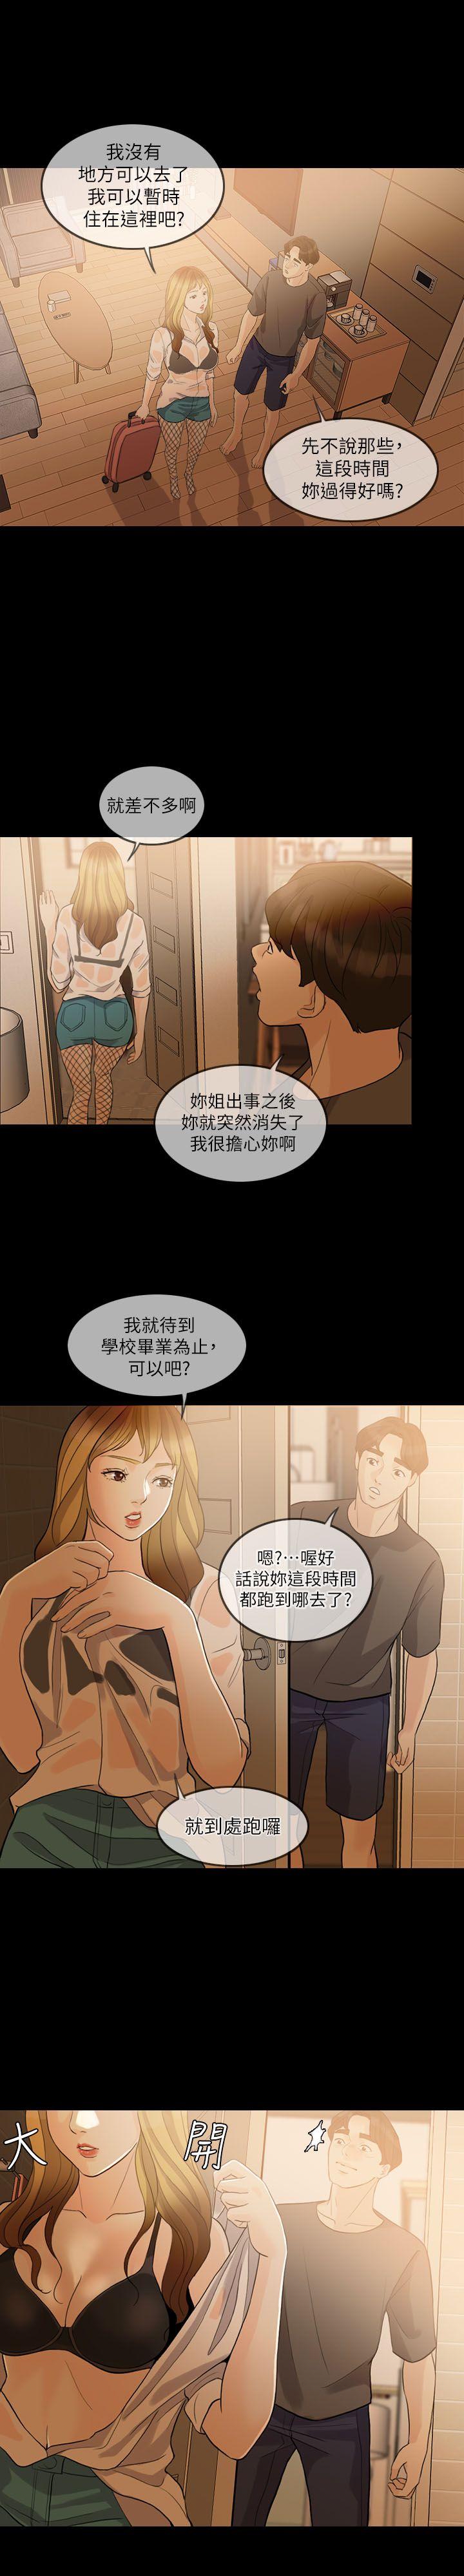 我沒有
地方可以去了
我可以暫時
住在這裡吧?
先不說那些，
這段時間
妳過得好嗎?
就差不多啊
妳姐出事之後
妳就突然消失了
我很擔心妳啊
我就待到
學校畢業為止，
可以吧?
嗯?…喔好
話說妳這段時間
都跑到哪去了?
就到處跑囉
大開